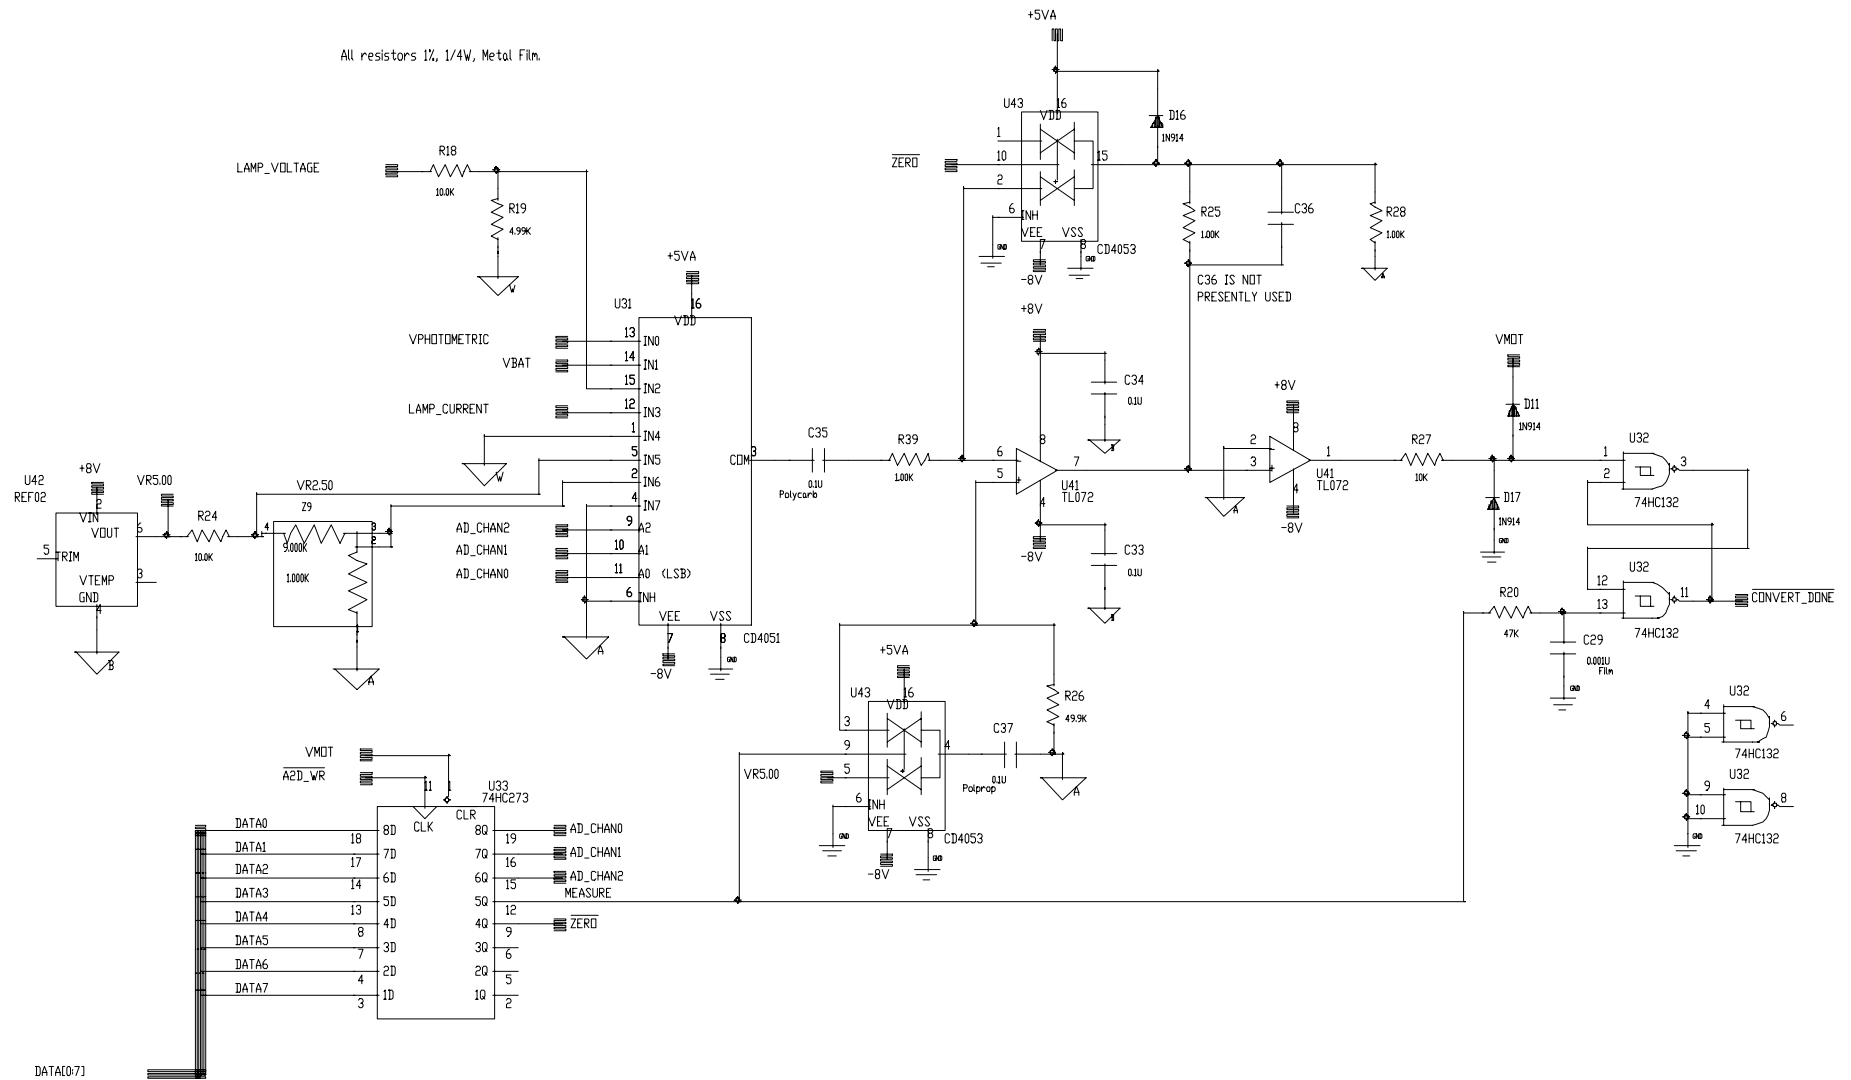 All resistors 1%, 1/4W, Metal Film.
+5VA
U43
16
VDD
1
10
2
15
6
INH
VEE
VSS
7
8
GND
GND
CD4053
-8V
ZERO
D16
1N914
R25
1.00K
C36
R28
1.00K
A
C36 IS NOT
PRESENTLY USED
LAMP_VOLTAGE
R18
10.0K
R19
4.99K
W
+5VA
U31
16
VDD
VPHOTOMETRIC
13
IN0
VBAT
14
IN1
15
IN2
LAMP_CURRENT
12
IN3
1
IN4
5
IN5
2
IN6
4
IN7
AD_CHAN2
9
A2
AD_CHAN1
10
A1
AD_CHAN0
11
A0 (LSB)
6
INH
COM
3
VEE
VSS
7
8
GND
CD4051
-8V
W
A
U42
REF02
+8V
2
VIN
VOUT
6
5
TRIM
VTEMP
3
GND
4
B
VR5.00
R24
10.0K
VR2.50
Z9
4
3
2
9.000K
1.000K
1
A
C35
0.1U
Polycarb
R39
1.00K
+8V
8
6
5
7
U41
TL072
4
-8V
C34
0.1U
B
C33
0.1U
B
+8V
8
2
3
1
U41
TL072
4
-8V
A
R27
10K
VMOT
D11
1N914
D17
1N914
GND
U32
1
2
3
74HC132
U32
12
13
11
74HC132
CONVERT_DONE
R20
47K
C29
0.001U
Film
GND
U32
4
5
6
74HC132
U32
9
10
8
74HC132
GND
+5VA
U43
16
VDD
3
9
5
4
VR5.00
6
INH
VEE
VSS
7
8
GND
GND
CD4053
-8V
C37
0.1U
Polprop
R26
49.9K
A
VMOT
A2D_WR
11
1
U33
74HC273
CLK
CLR
DATA0
18
8D
8Q
19
AD_CHAN0
DATA1
17
7D
7Q
16
AD_CHAN1
DATA2
14
6D
6Q
15
AD_CHAN2
DATA3
13
5D
5Q
12
MEASURE
DATA4
8
4D
4Q
9
ZERO
DATA5
7
3D
3Q
6
DATA6
4
2D
2Q
5
DATA7
3
1D
1Q
2
DATA[0:7]